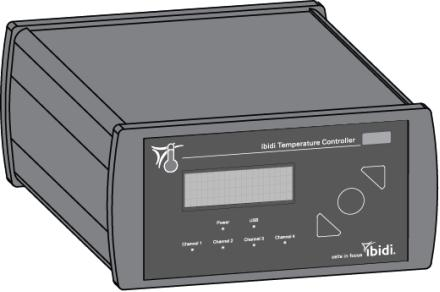 ibidi Temperature Controller
Power USB
Channel 1 Channel 2 Channel 3 Channel 4
cells in focus ibidi.